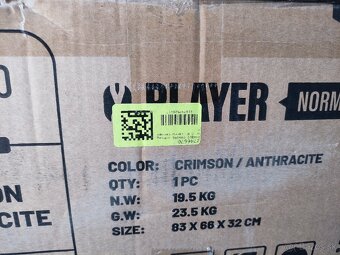 PLAYER NORM
COLOR: CRIMSON / ANTHRACITE
QTY: 1 PC
N.W: 19.5 KG
G.W: 23.5 KG
SIZE: 83 X 66 X 32 CM
ON
CITE